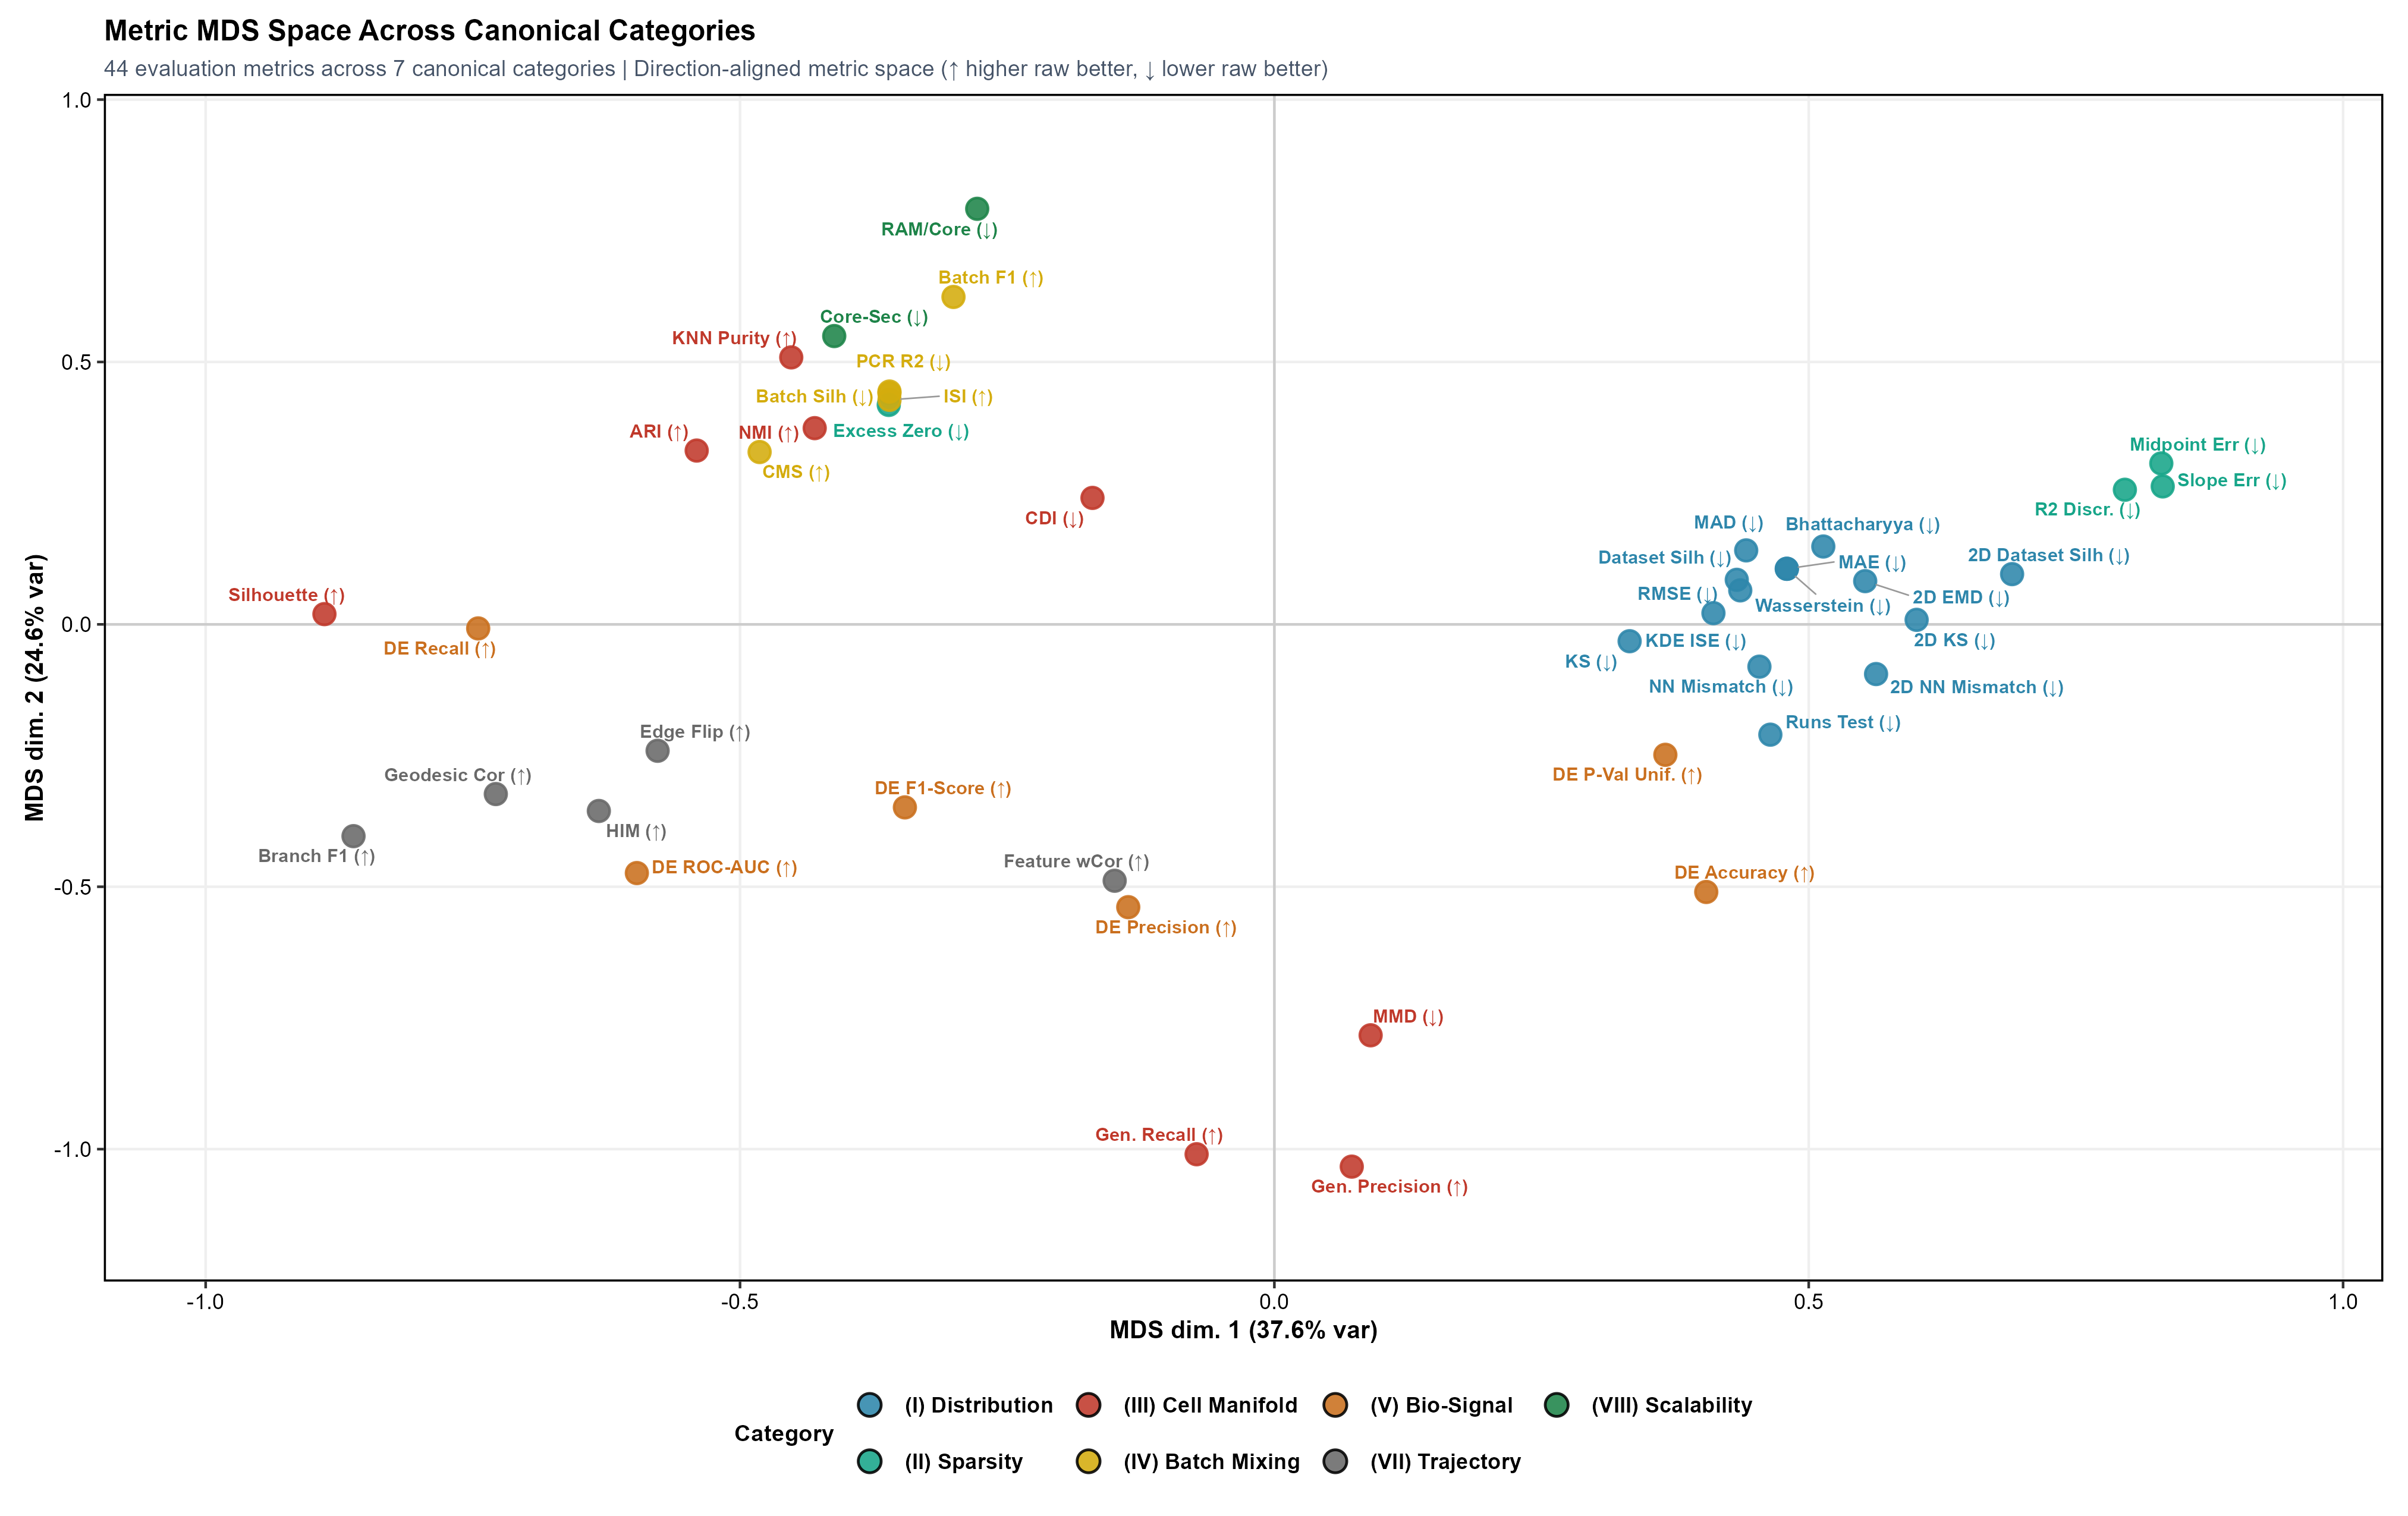 Metric MDS Space Across Canonical Categories
44 evaluation metrics across 7 canonical categories | Direction-aligned metric space (↑ higher raw better, ↓ lower raw better)
1.0
0.5
0.0
-0.5
-1.0
MDS dim. 2 (24.6% var)
RAM/Core (↓)
Batch F1 (↑)
Core-Sec (↓)
KNN Purity (↑)
PCR R2 (↓)
Batch Silh (↓)
ISI (↑)
ARI (↑)
NMI (↑)
Excess Zero (↓)
CMS (↑)
CDI (↓)
Midpoint Err (↓)
Slope Err (↓)
R2 Discr. (↓)
MAD (↓)
Bhattacharyya (↓)
Dataset Silh (↓)
MAE (↓)
2D Dataset Silh (↓)
RMSE (↓)
Wasserstein (↓)
2D EMD (↓)
Silhouette (↑)
DE Recall (↑)
KS (↓)
KDE ISE (↓)
2D KS (↓)
NN Mismatch (↓)
2D NN Mismatch (↓)
Edge Flip (↑)
Runs Test (↓)
Geodesic Cor (↑)
DE F1-Score (↑)
DE P-Val Unif. (↑)
HIM (↑)
Branch F1 (↑)
DE ROC-AUC (↑)
Feature wCor (↑)
DE Accuracy (↑)
DE Precision (↑)
MMD (↓)
Gen. Recall (↑)
Gen. Precision (↑)
-1.0
-0.5
0.0
0.5
1.0
MDS dim. 1 (37.6% var)
Category
(I) Distribution
(III) Cell Manifold
(V) Bio-Signal
(VIII) Scalability
(II) Sparsity
(IV) Batch Mixing
(VII) Trajectory